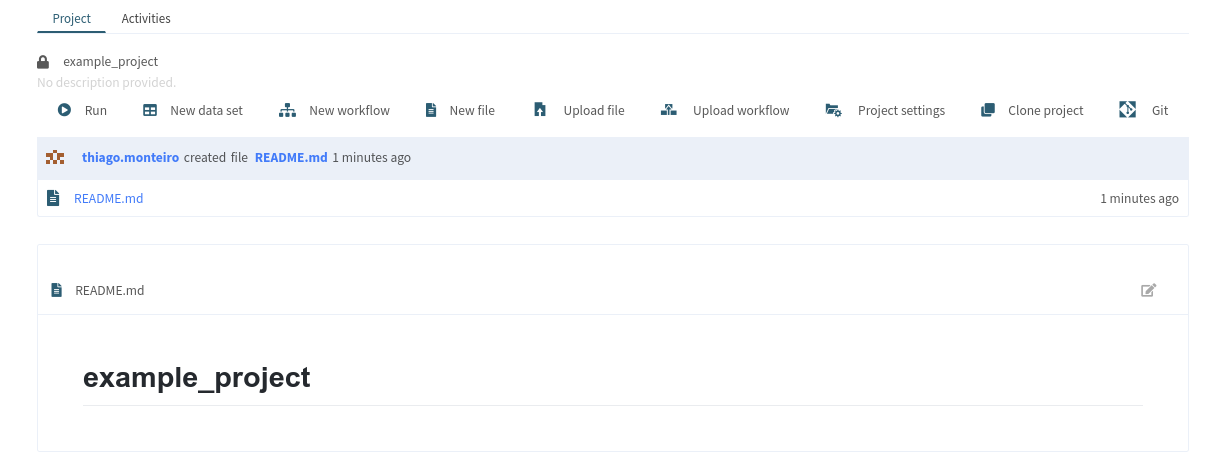 Project Activities
example_project
No description provided.
Run New data set New workflow New file Upload file Upload workflow Project settings Clone project Git
thiago.monteiro created file README.md 1 minutes ago
README.md 1 minutes ago
README.md
example_project